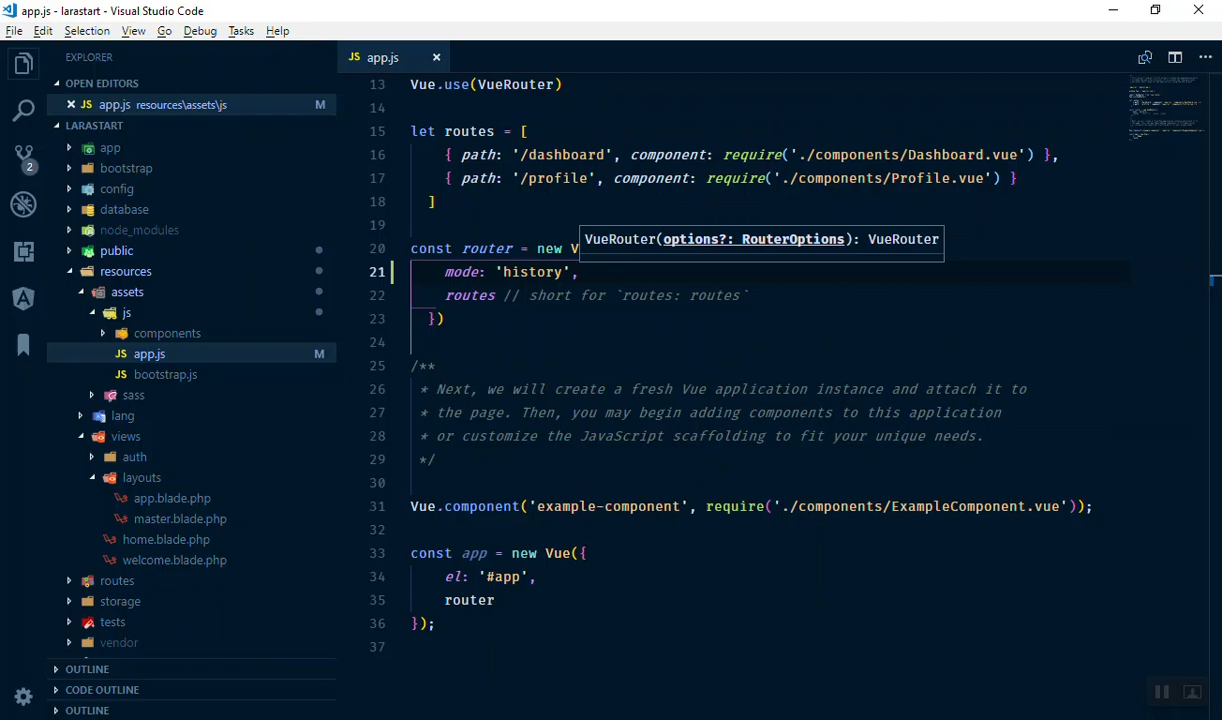 app.js - larastart - Visual Studio Code
File Edit Selection View Go Debug Tasks Help
EXPLORER
OPEN EDITORS
JS app.js resources\assets\js M
LARASTART
app
bootstrap
config
database
node_modules
public
resources
assets
js
components
JS app.js M
JS bootstrap.js
sass
lang
views
auth
layouts
app.blade.php
master.blade.php
home.blade.php
welcome.blade.php
routes
storage
tests
vendor
OUTLINE
CODE OUTLINE
OUTLINE
2
JS app.js
13 Vue.use(VueRouter)
14
15 let routes = [
16 { path: '/dashboard', component: require('./components/Dashboard.vue') },
17 { path: '/profile', component: require('./components/Profile.vue') }
18 ]
19
VueRouter(options?: RouterOptions): VueRouter
20 const router = new V
21 mode: 'history',
22 routes // short for `routes: routes`
23 })
24
25 /**
26 * Next, we will create a fresh Vue application instance and attach it to
27 * the page. Then, you may begin adding components to this application
28 * or customize the JavaScript scaffolding to fit your unique needs.
29 */
30
31 Vue.component('example-component', require('./components/ExampleComponent.vue'));
32
33 const app = new Vue({
34 el: '#app',
35 router
36 });
37